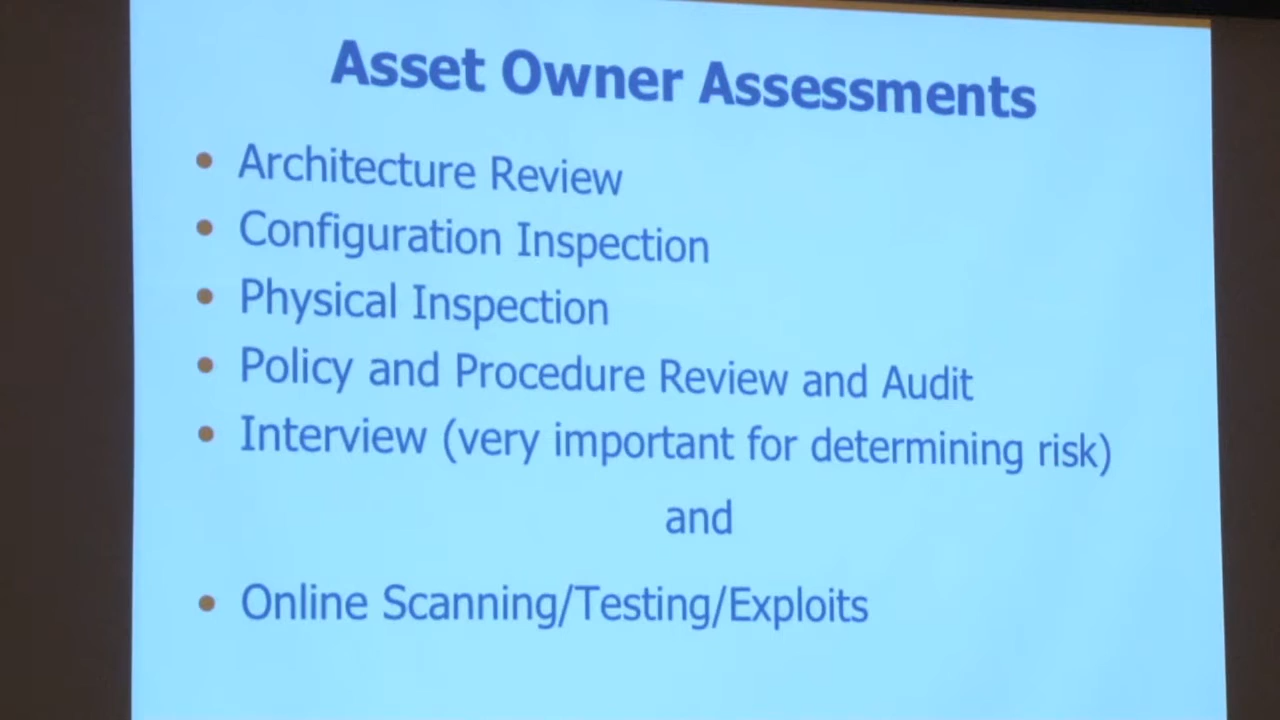 Asset Owner Assessments
• Architecture Review
• Configuration Inspection
• Physical Inspection
• Policy and Procedure Review and Audit
• Interview (very important for determining risk)
and
• Online Scanning/Testing/Exploits